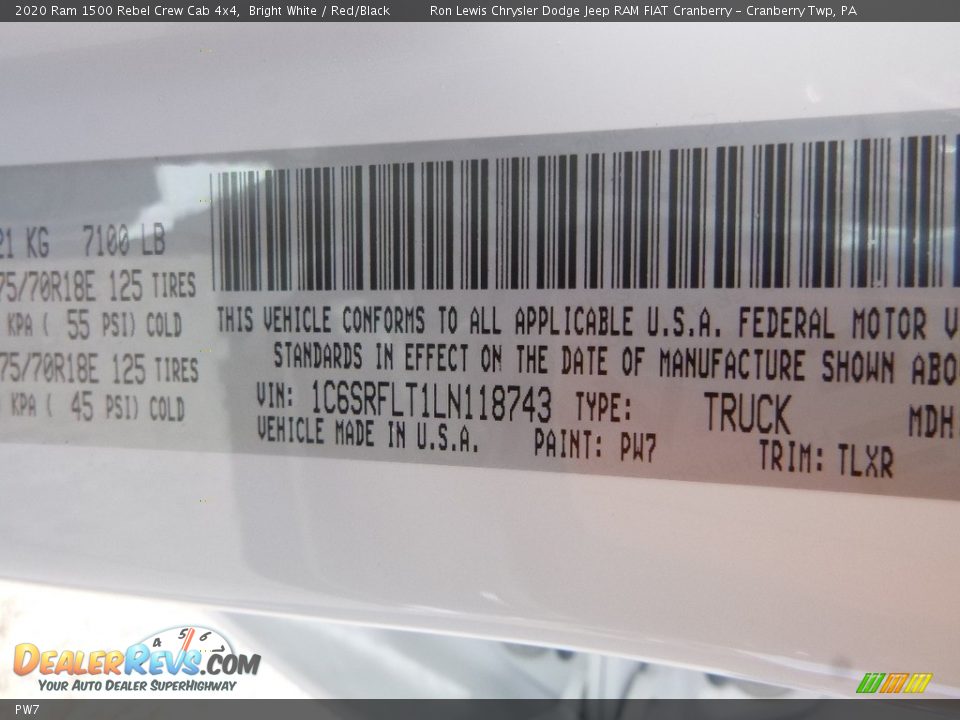 2020 Ram 1500 Rebel Crew Cab 4x4, Bright White / Red/Black Ron Lewis Chrysler Dodge Jeep RAM FIAT Cranberry - Cranberry Twp, PA
21 KG 7100 LB
75/70R18E 125 TIRES
KPA ( 55 PSI) COLD
75/70R18E 125 TIRES
KPA ( 45 PSI) COLD
THIS VEHICLE CONFORMS TO ALL APPLICABLE U.S.A. FEDERAL MOTOR V
STANDARDS IN EFFECT ON THE DATE OF MANUFACTURE SHOWN ABO
VIN: 1C6SRFLT1LN118743 TYPE: TRUCK MDH
VEHICLE MADE IN U.S.A. PAINT: PW7 TRIM: TLXR
4 5 6
DealerRevs.com
Your Auto Dealer SuperHighway
PW7